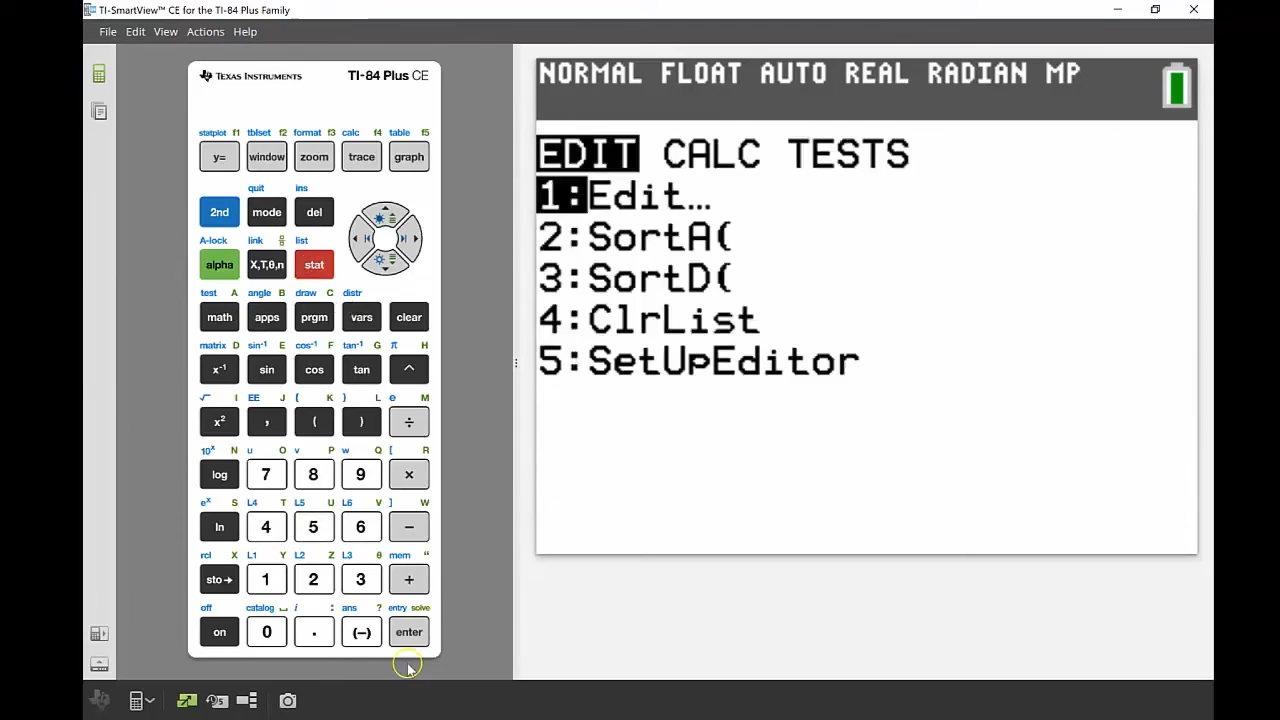 TI-SmartView™ CE for the TI-84 Plus Family
File Edit View Actions Help
TEXAS INSTRUMENTS TI-84 Plus CE
statplot f1 tblset f2 format f3 calc f4 table f5
y= window zoom trace graph
quit ins
2nd mode del
A-lock link list
alpha X,T,θ,n stat
test A angle B draw C distr
math apps prgm vars clear
matrix D sin⁻¹ E cos⁻¹ F tan⁻¹ G π H
x⁻¹ sin cos tan ^
√ I EE J { K } L e M
x² , ( ) ÷
10ˣ N u O v P w Q [ R
log 7 8 9 ×
eˣ S L4 T L5 U L6 V ] W
ln 4 5 6 −
rcl X L1 Y L2 Z L3 θ mem "
sto→ 1 2 3 +
off catalog ⎵ i : ans ? entry solve
on 0 . (−) enter
NORMAL FLOAT AUTO REAL RADIAN MP
EDIT CALC TESTS
1:Edit…
2:SortA(
3:SortD(
4:ClrList
5:SetUpEditor